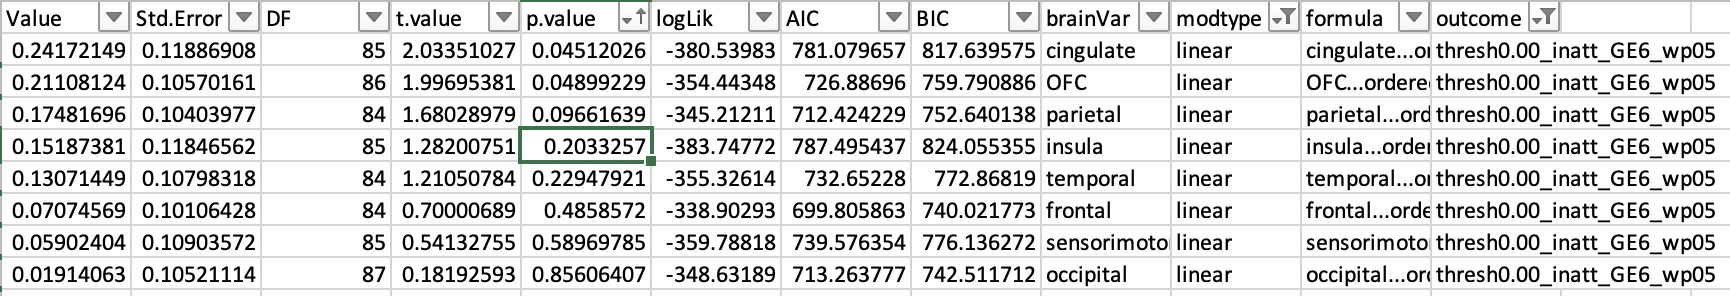 Value Std.Error DF t.value p.value logLik AIC BIC brainVar modtype formula outcome
0.24172149 0.11886908 85 2.03351027 0.04512026 -380.53983 781.079657 817.639575 cingulate linear cingulate...or thresh0.00_inatt_GE6_wp05
0.21108124 0.10570161 86 1.99695381 0.04899229 -354.44348 726.88696 759.790886 OFC linear OFC...ordere thresh0.00_inatt_GE6_wp05
0.17481696 0.10403977 84 1.68028979 0.09661639 -345.21211 712.424229 752.640138 parietal linear parietal...ord thresh0.00_inatt_GE6_wp05
0.15187381 0.11846562 85 1.28200751 0.2033257 -383.74772 787.495437 824.055355 insula linear insula...order thresh0.00_inatt_GE6_wp05
0.13071449 0.10798318 84 1.21050784 0.22947921 -355.32614 732.65228 772.86819 temporal linear temporal...or thresh0.00_inatt_GE6_wp05
0.07074569 0.10106428 84 0.70000689 0.4858572 -338.90293 699.805863 740.021773 frontal linear frontal...orde thresh0.00_inatt_GE6_wp05
0.05902404 0.10903572 85 0.54132755 0.58969785 -359.78818 739.576354 776.136272 sensorimoto linear sensorimoto thresh0.00_inatt_GE6_wp05
0.01914063 0.10521114 87 0.18192593 0.85606407 -348.63189 713.263777 742.511712 occipital linear occipital...or thresh0.00_inatt_GE6_wp05